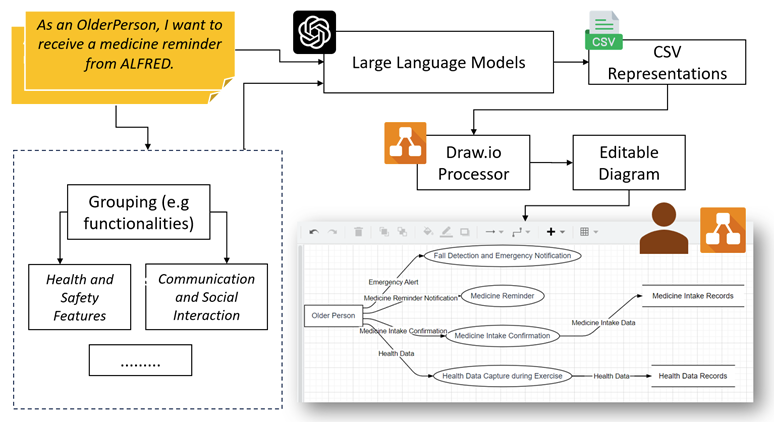 As an OlderPerson, I want to
receive a medicine reminder
from ALFRED.
Large Language Models
CSV
CSV
Representations
Draw.io
Processor
Editable
Diagram
Grouping (e.g
functionalities)
Health and
Safety
Features
Communication
and Social
Interaction
.........
Fall Detection and Emergency Notification
Emergency Alert
Medicine Reminder Notification
Medicine Reminder
Medicine Intake Records
Older Person
Medicine Intake Confirmation
Medicine Intake Confirmation
Medicine Intake Data
Health Data
Health Data Capture during Exercise
Health Data
Health Data Records